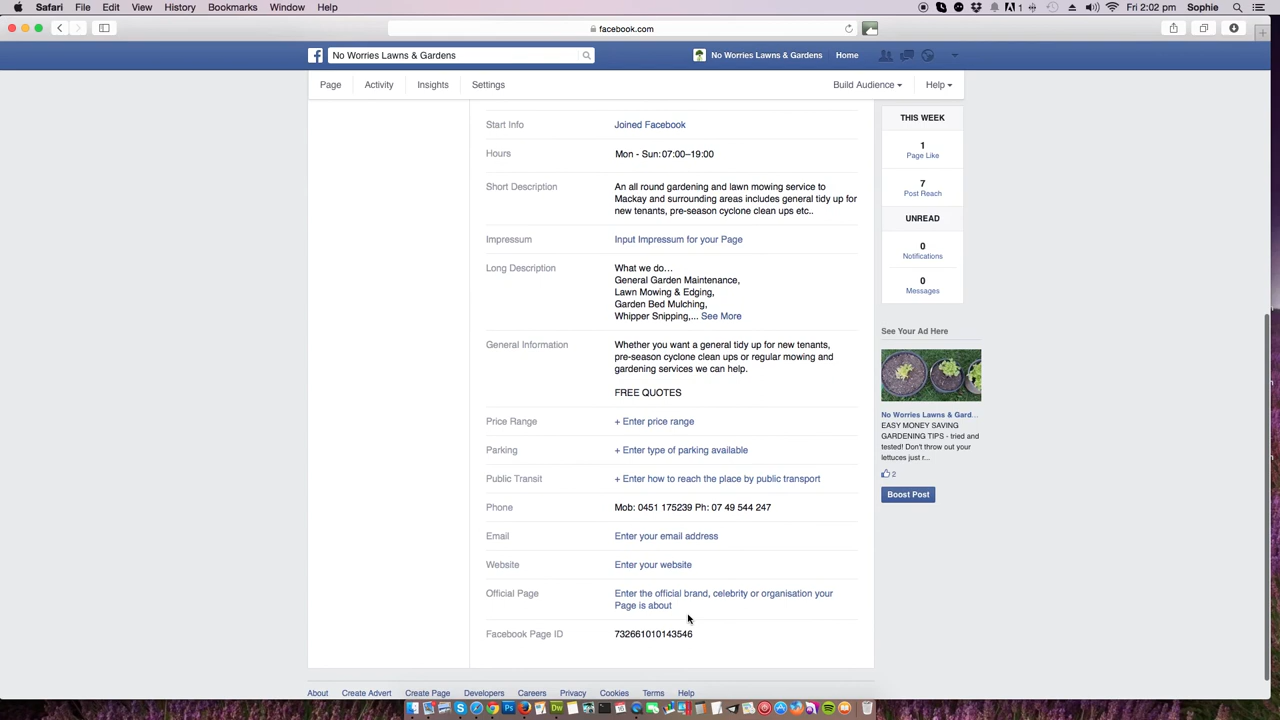 Safari File Edit View History Bookmarks Window Help
1 Fri 2:02 pm Sophie
facebook.com
No Worries Lawns & Gardens
No Worries Lawns & Gardens Home
Page Activity Insights Settings
Build Audience Help
Start Info Joined Facebook
Hours Mon - Sun: 07:00–19:00
Short Description An all round gardening and lawn mowing service to
Mackay and surrounding areas includes general tidy up for
new tenants, pre-season cyclone clean ups etc..
Impressum Input Impressum for your Page
Long Description What we do…
General Garden Maintenance,
Lawn Mowing & Edging,
Garden Bed Mulching,
Whipper Snipping,... See More
General Information Whether you want a general tidy up for new tenants,
pre-season cyclone clean ups or regular mowing and
gardening services we can help.
FREE QUOTES
Price Range + Enter price range
Parking + Enter type of parking available
Public Transit + Enter how to reach the place by public transport
Phone Mob: 0451 175239 Ph: 07 49 544 247
Email Enter your email address
Website Enter your website
Official Page Enter the official brand, celebrity or organisation your
Page is about
Facebook Page ID 732661010143546
THIS WEEK
1
Page Like
7
Post Reach
UNREAD
0
Notifications
0
Messages
See Your Ad Here
No Worries Lawns & Gard...
EASY MONEY SAVING
GARDENING TIPS - tried and
tested! Don't throw out your
lettuces just r...
2
Boost Post
About Create Advert Create Page Developers Careers Privacy Cookies Terms Help